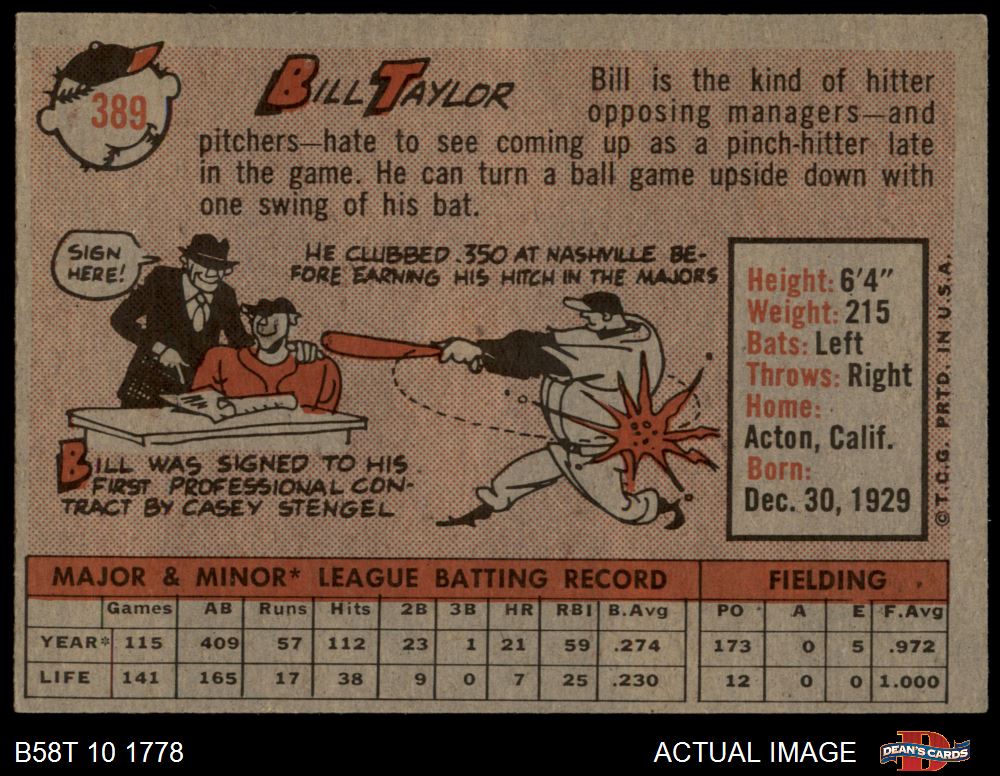 389
BILL TAYLOR
Bill is the kind of hitter
opposing managers—and
pitchers—hate to see coming up as a pinch-hitter late
in the game. He can turn a ball game upside down with
one swing of his bat.
SIGN
HERE!
HE CLUBBED .350 AT NASHVILLE BE-
FORE EARNING HIS HITCH IN THE MAJORS
BILL WAS SIGNED TO HIS
FIRST PROFESSIONAL CON-
TRACT BY CASEY STENGEL
Height: 6'4"
Weight: 215
Bats: Left
Throws: Right
Home:
Acton, Calif.
Born:
Dec. 30, 1929
© T.C.G. PRTD. IN U.S.A.
MAJOR & MINOR* LEAGUE BATTING RECORD FIELDING
Games AB Runs Hits 2B 3B HR RBI B.Avg PO A E F.Avg
YEAR* 115 409 57 112 23 1 21 59 .274 173 0 5 .972
LIFE 141 165 17 38 9 0 7 25 .230 12 0 0 1.000
B58T 10 1778
ACTUAL IMAGE
D
DEAN'S CARDS